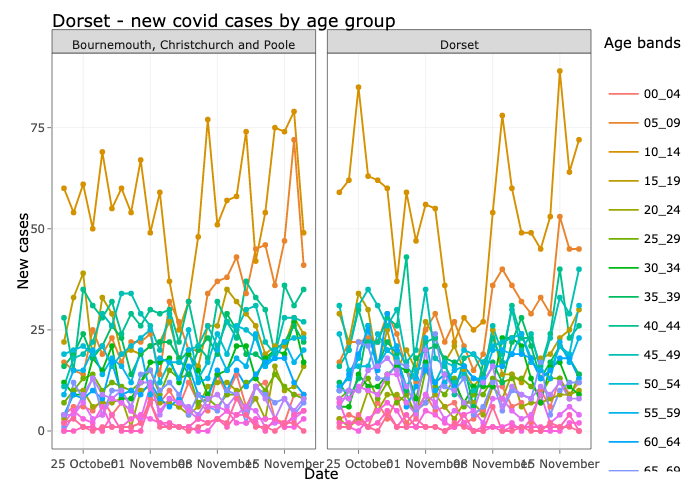 Dorset - new covid cases by age group
Bournemouth, Christchurch and Poole
Dorset
Age bands
00_04
05_09
10_14
15_19
20_24
25_29
30_34
35_39
40_44
45_49
50_54
55_59
60_64
65_69
New cases
75
50
25
0
25 October
01 November
08 November
15 November
25 October
01 November
08 November
15 November
Date